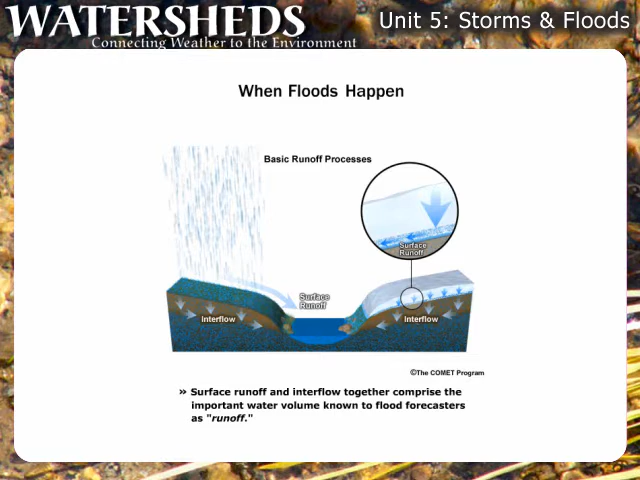 WATERSHEDS
Connecting Weather to the Environment
Unit 5: Storms & Floods
When Floods Happen
Basic Runoff Processes
Surface
Runoff
Surface
Runoff
Interflow
Interflow
©The COMET Program
» Surface runoff and interflow together comprise the
important water volume known to flood forecasters
as "runoff."